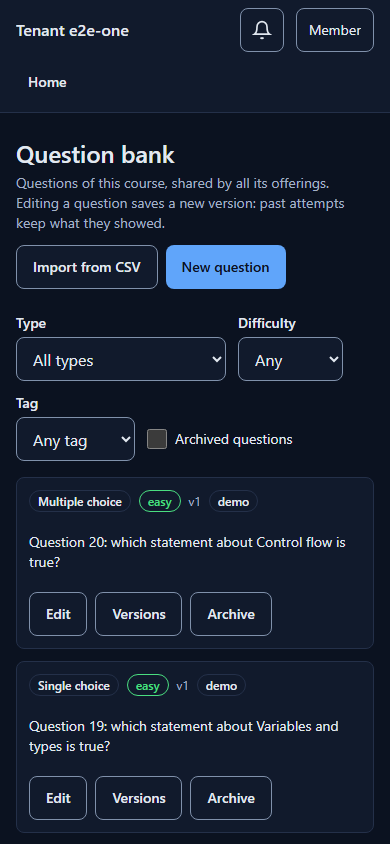 Tenant e2e-one
Member
Home
Question bank
Questions of this course, shared by all its offerings.
Editing a question saves a new version: past attempts
keep what they showed.
Import from CSV
New question
Type
Difficulty
All types
Any
Tag
Any tag
Archived questions
Multiple choice
easy
v1
demo
Question 20: which statement about Control flow is
true?
Edit
Versions
Archive
Single choice
easy
v1
demo
Question 19: which statement about Variables and
types is true?
Edit
Versions
Archive